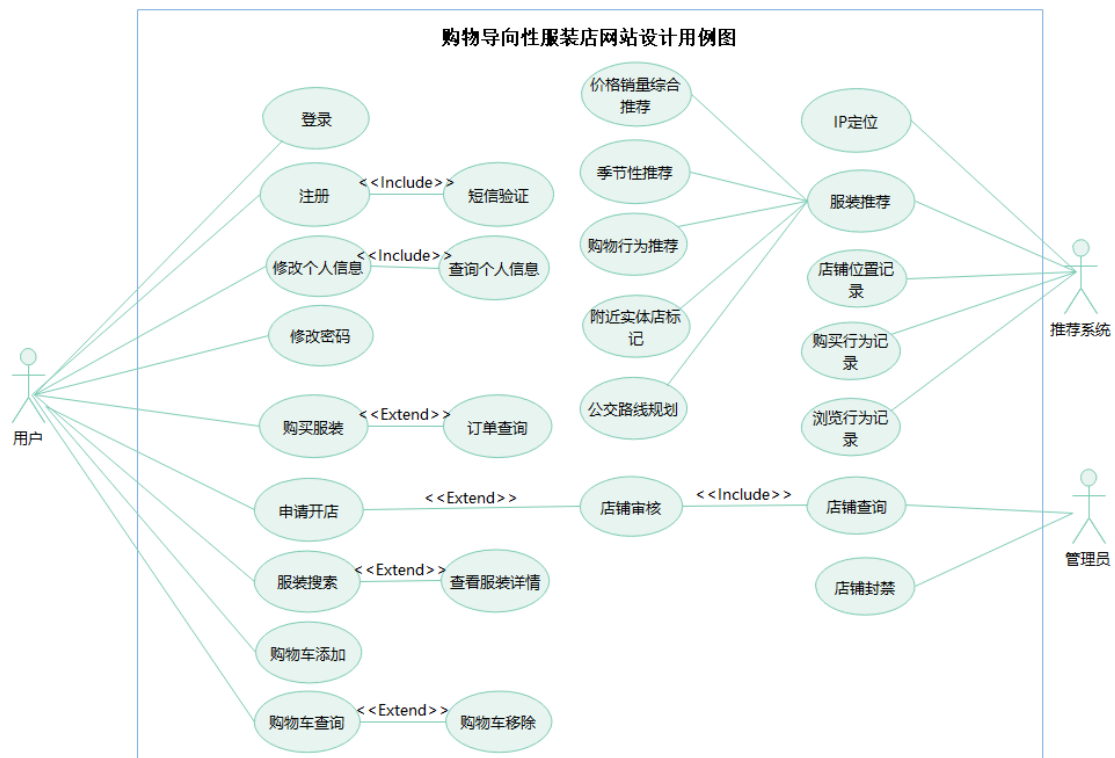 购物导向性服装店网站设计用例图
价格销量综合
推荐
登录
IP定位
季节性推荐
注册
<<Include>>
短信验证
服装推荐
购物行为推荐
修改个人信息
<<Include>>
查询个人信息
店铺位置记
录
附近实体店标
记
修改密码
购买行为记
录
推荐系统
公交路线规划
浏览行为记
录
用户
购买服装
<<Extend>>
订单查询
申请开店
<<Extend>>
店铺审核
<<Include>>
店铺查询
管理员
服装搜索
<<Extend>>
查看服装详情
店铺封禁
购物车添加
购物车查询
<<Extend>>
购物车移除